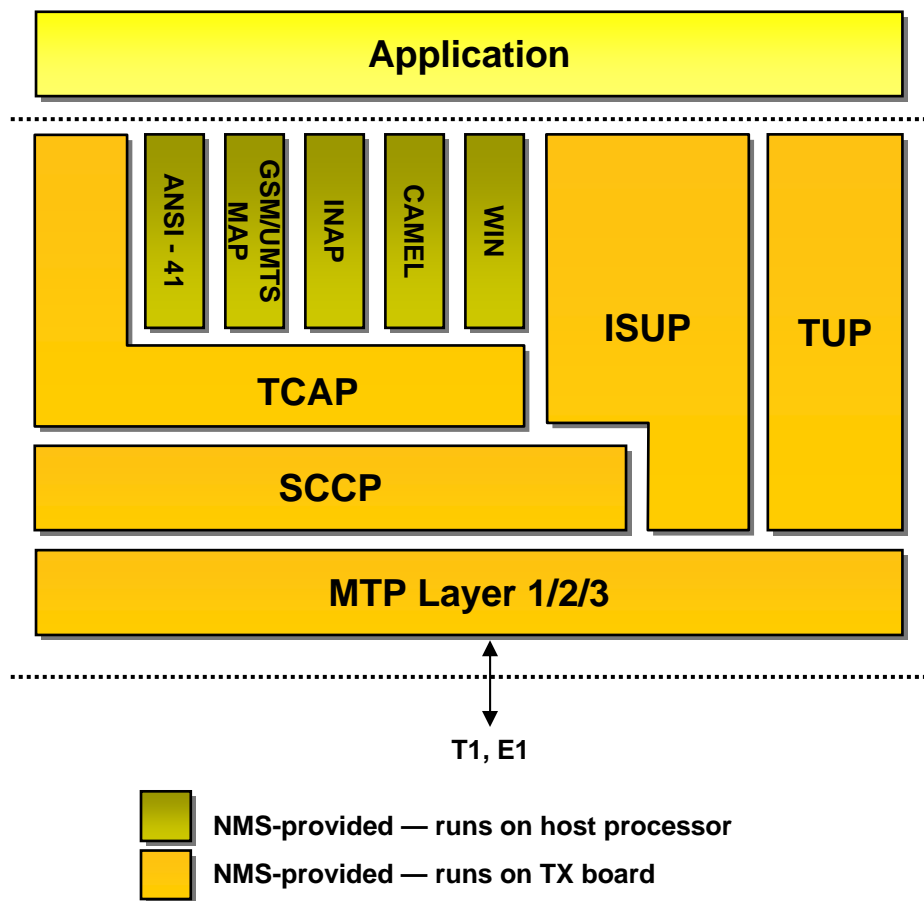 Application
ANSI - 41
GSM/UMTS
MAP
INAP
CAMEL
WIN
ISUP
TUP
TCAP
SCCP
MTP Layer 1/2/3
T1, E1
NMS-provided — runs on host processor
NMS-provided — runs on TX board